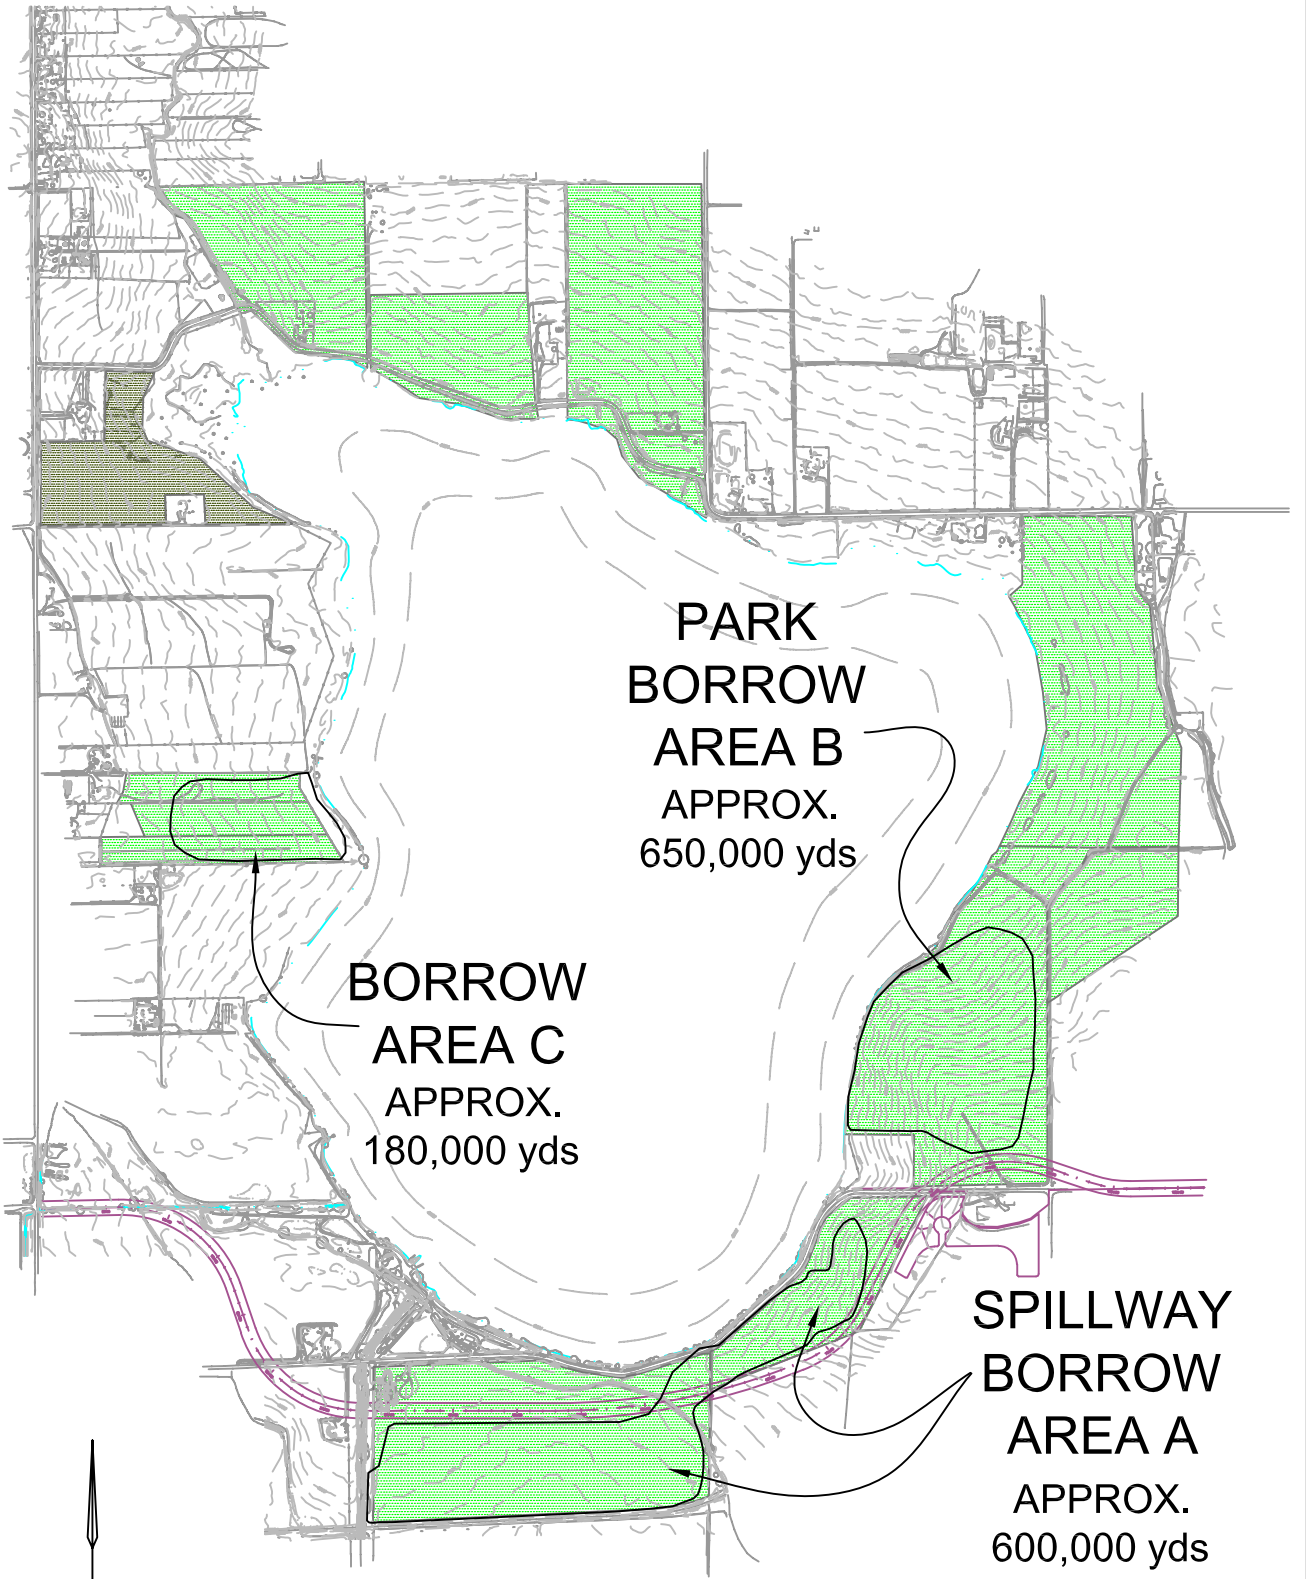 PARK
BORROW
AREA B
APPROX.
650,000 yds
BORROW
AREA C
APPROX.
180,000 yds
SPILLWAY
BORROW
AREA A
APPROX.
600,000 yds